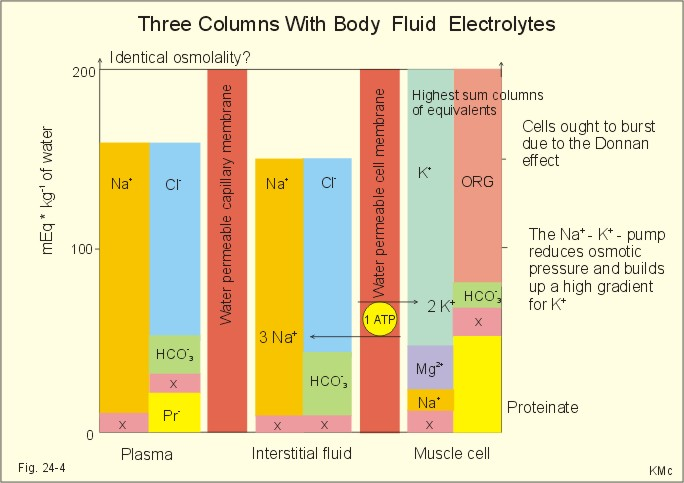 Three Columns With Body Fluid Electrolytes
Identical osmolality?
200
100
0
mEq * kg⁻¹ of water
Na⁺
Cl⁻
HCO⁻₃
x
x
Pr⁻
Water permeable capillary membrane
Na⁺
Cl⁻
3 Na⁺
HCO⁻₃
x
x
Water permeable cell membrane
1 ATP
Highest sum columns
of equivalents
K⁺
ORG
2 K⁺
HCO⁻₃
x
Mg²⁺
Na⁺
x
Cells ought to burst
due to the Donnan
effect
The Na⁺- K⁺ - pump
reduces osmotic
pressure and builds
up a high gradient
for K⁺
Proteinate
Plasma
Interstitial fluid
Muscle cell
Fig. 24-4
KMc